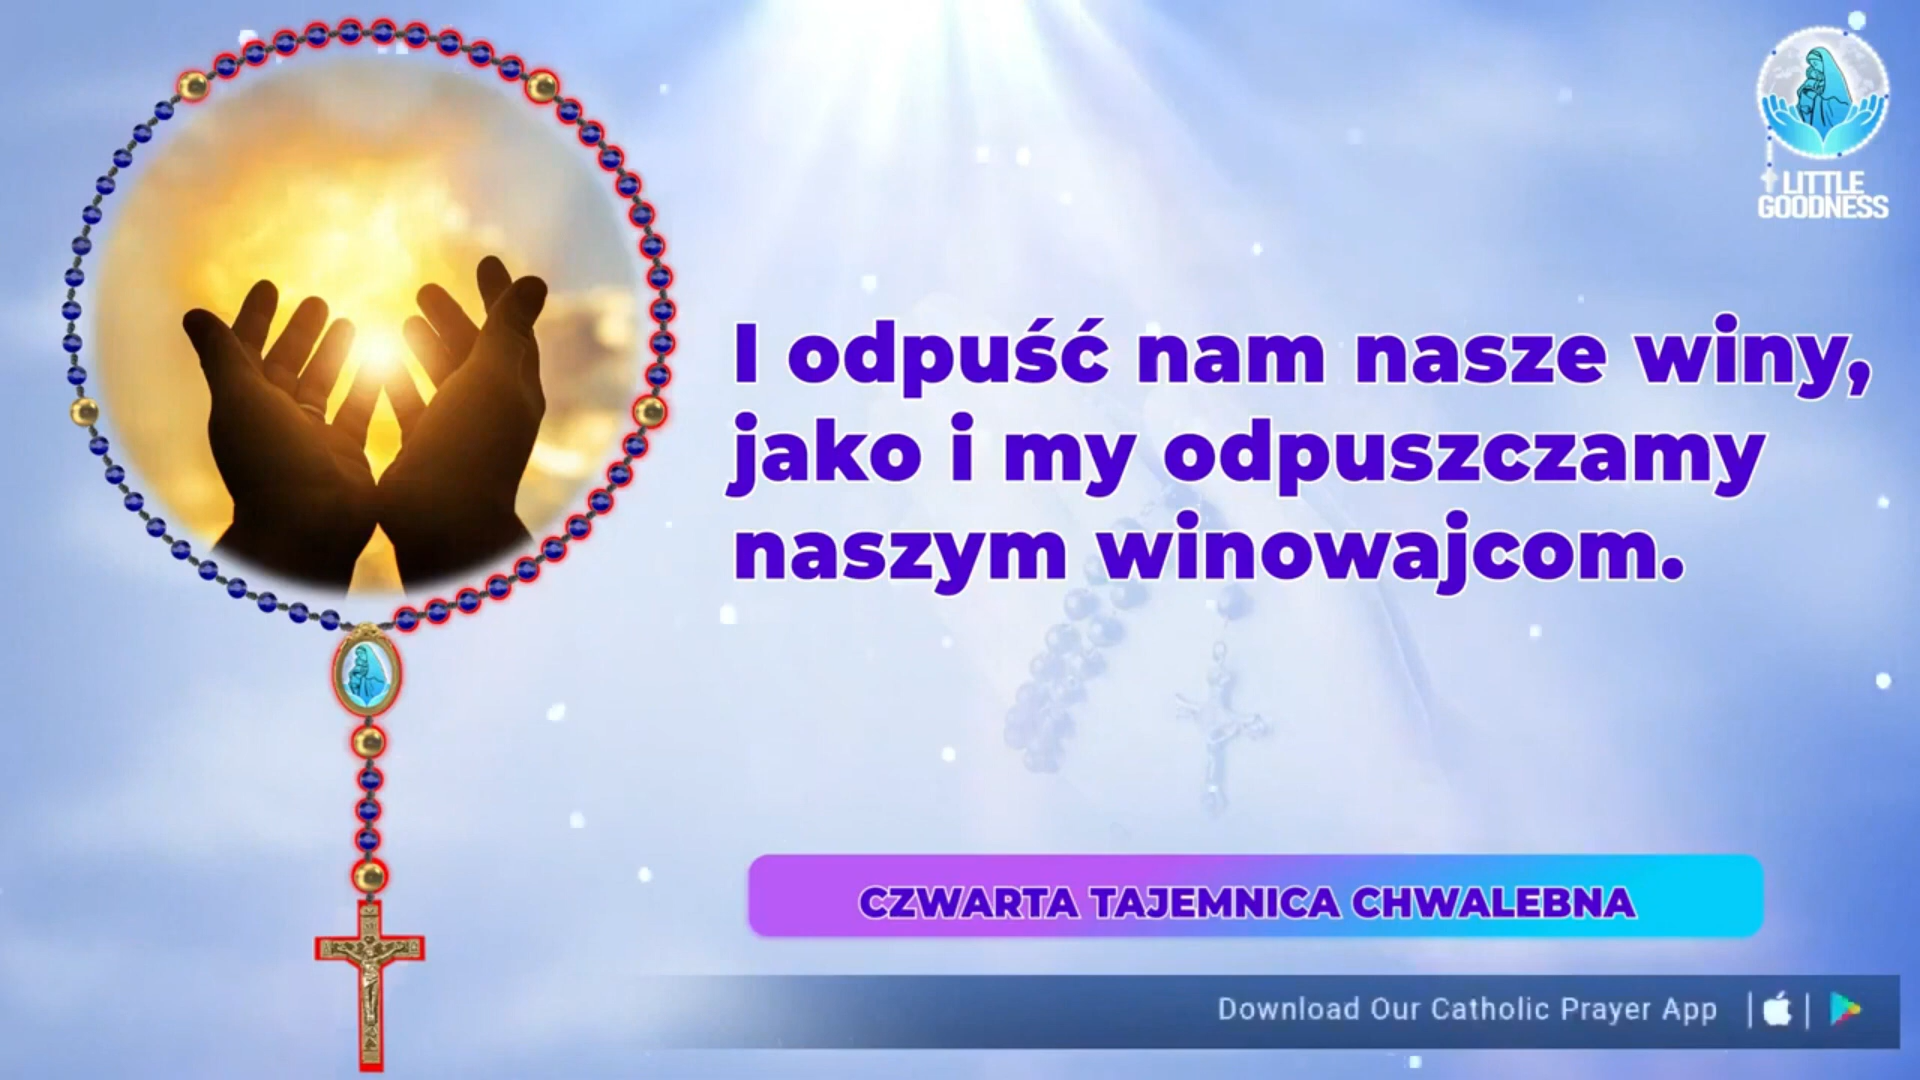 LITTLE
GOODNESS
I odpuść nam nasze winy,
jako i my odpuszczamy
naszym winowajcom.
CZWARTA TAJEMNICA CHWALEBNA
Download Our Catholic Prayer App